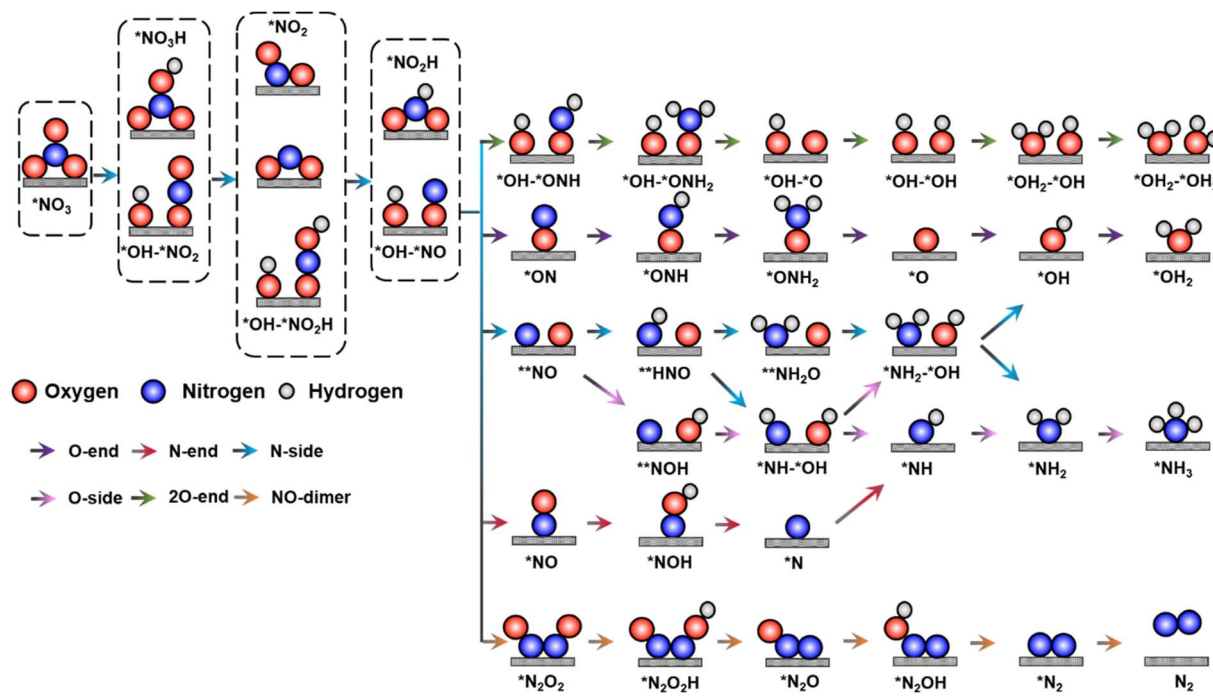 *NO₃H
*NO₂
*NO₂H
*NO₃
*OH-*NO₂
*OH-*NO
*OH-*NO₂H
*OH-*ONH
*OH-*ONH₂
*OH-*O
*OH-*OH
*OH₂-*OH
*OH₂-*OH₂
*ON
*ONH
*ONH₂
*O
*OH
*OH₂
**NO
**HNO
**NH₂O
*NH₂-*OH
Oxygen
Nitrogen
Hydrogen
O-end
N-end
N-side
O-side
2O-end
NO-dimer
**NOH
*NH-*OH
*NH
*NH₂
*NH₃
*NO
*NOH
*N
*N₂O₂
*N₂O₂H
*N₂O
*N₂OH
*N₂
N₂